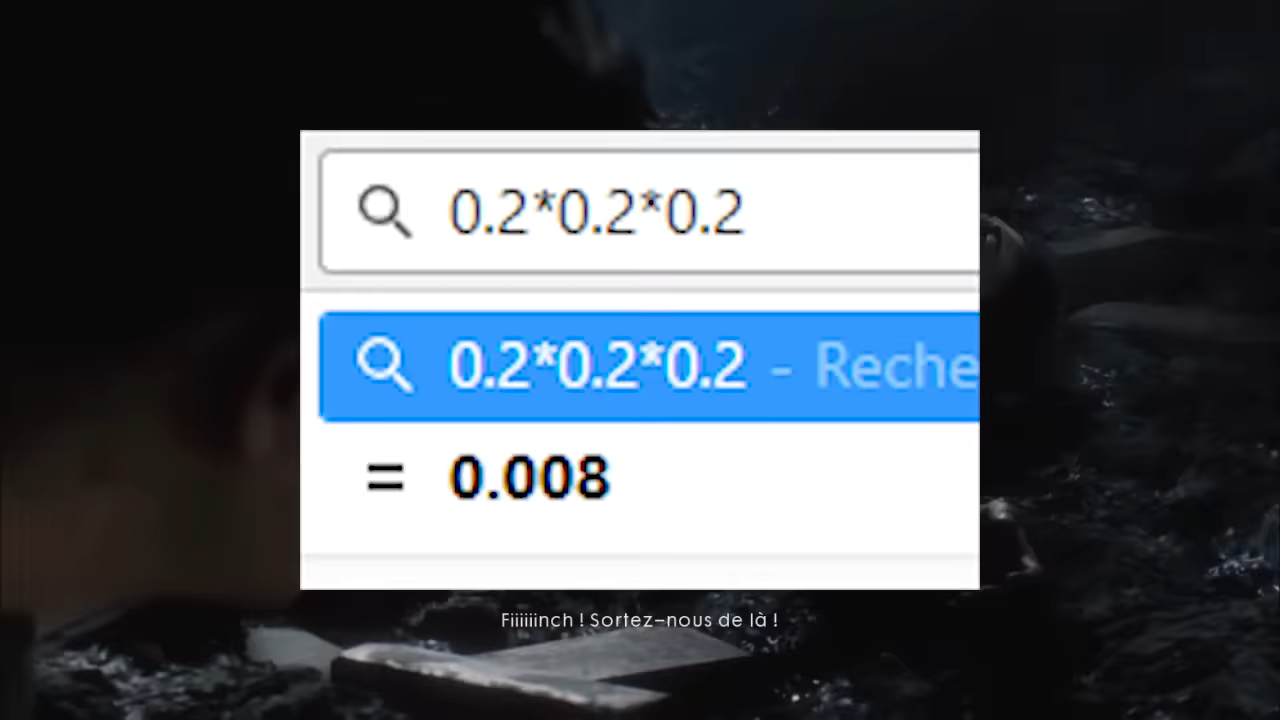 0.2*0.2*0.2
0.2*0.2*0.2 - Reche
= 0.008
Fiiiiiinch ! Sortez-nous de là !